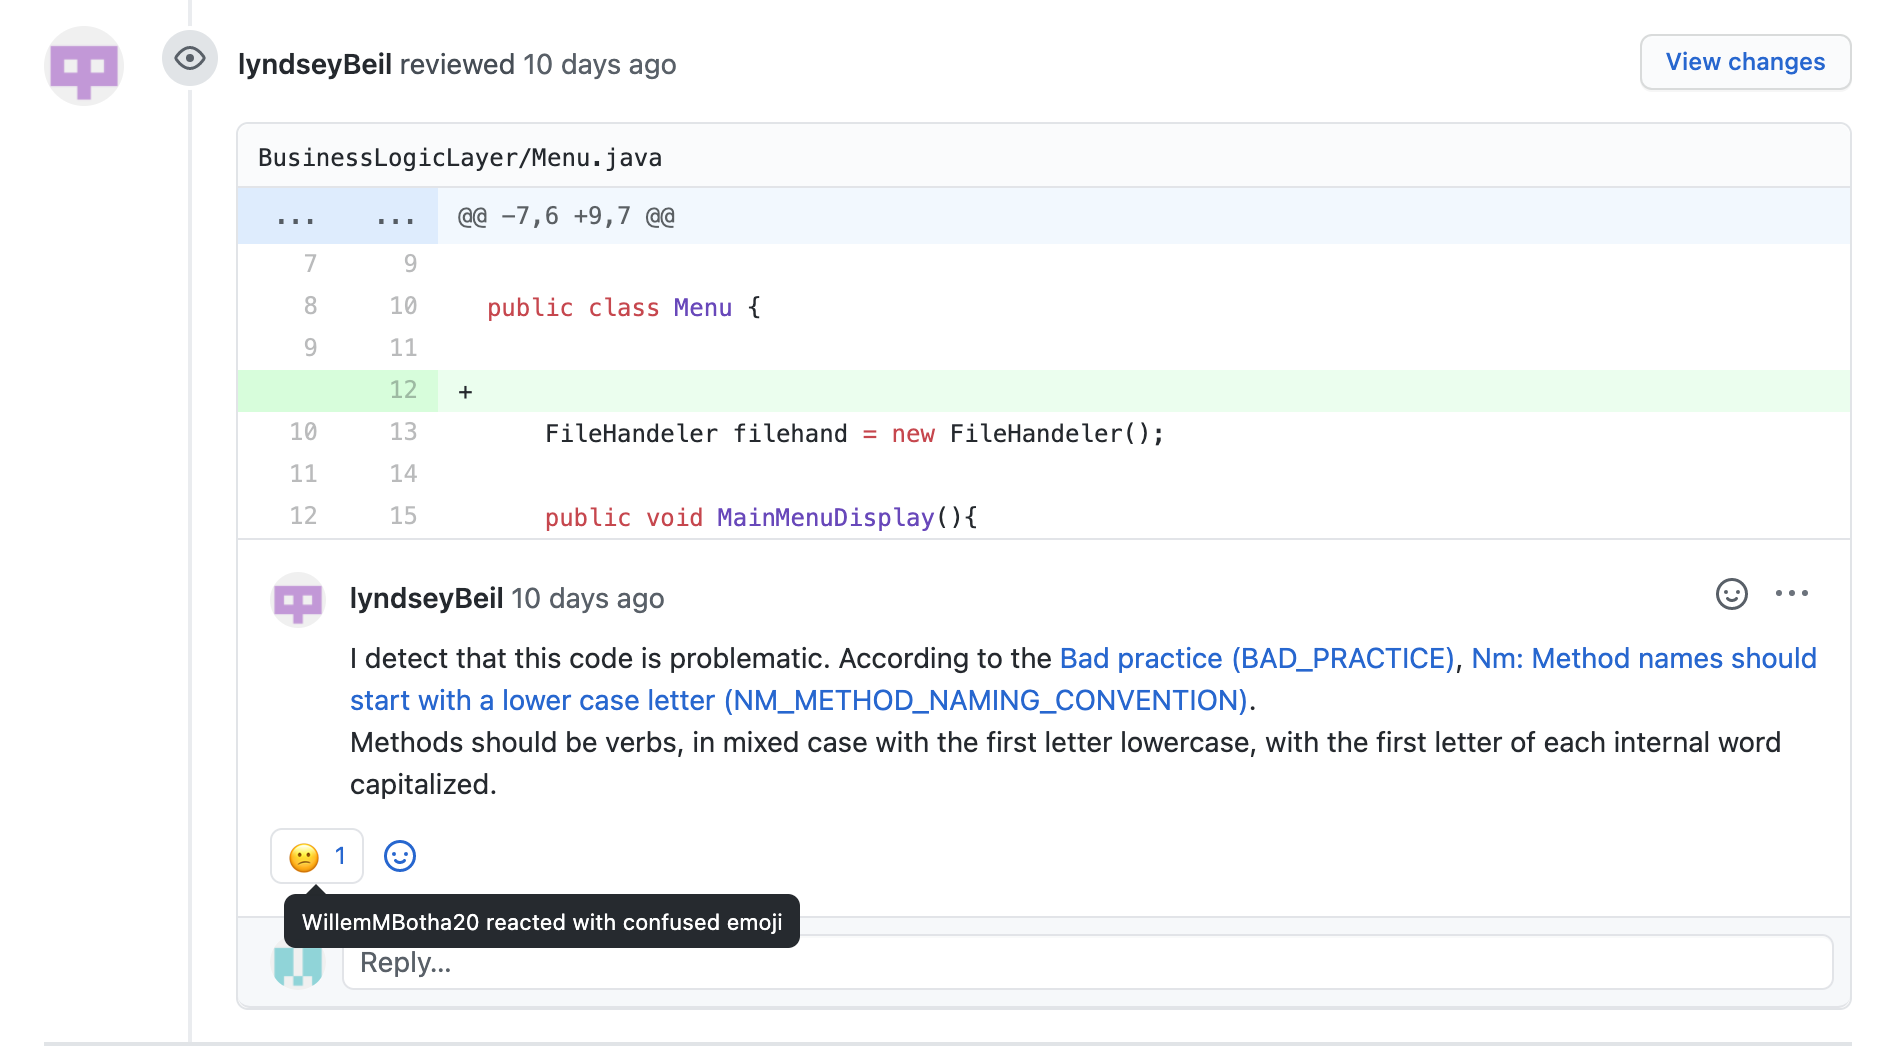 lyndseyBeil reviewed 10 days ago
View changes
BusinessLogicLayer/Menu.java
... ... @@ -7,6 +9,7 @@
7 9
8 10 public class Menu {
9 11
12 +
10 13 FileHandeler filehand = new FileHandeler();
11 14
12 15 public void MainMenuDisplay(){
lyndseyBeil 10 days ago
I detect that this code is problematic. According to the Bad practice (BAD_PRACTICE), Nm: Method names should
start with a lower case letter (NM_METHOD_NAMING_CONVENTION).
Methods should be verbs, in mixed case with the first letter lowercase, with the first letter of each internal word
capitalized.
1
WillemMBotha20 reacted with confused emoji
Reply...